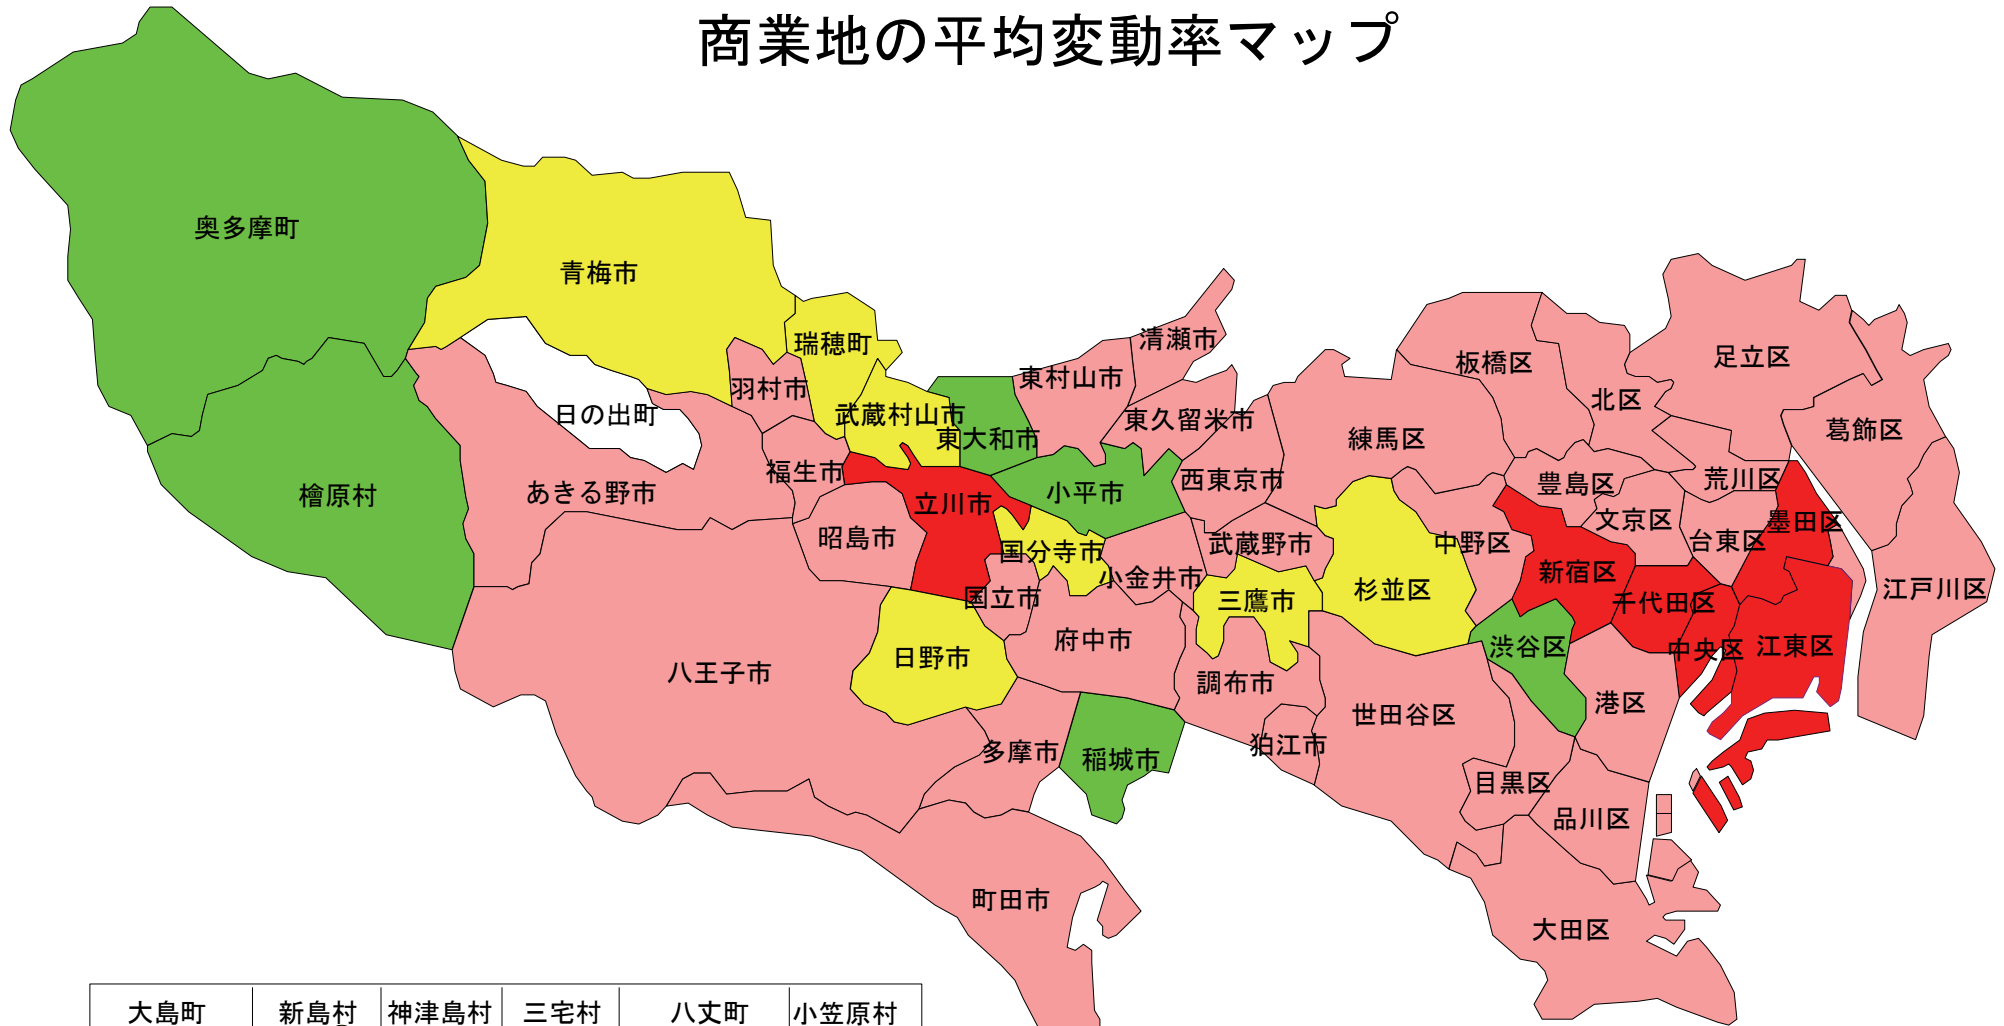 商業地の平均変動率マップ
奥多摩町
青梅市
瑞穂町
清瀬市
羽村市
東村山市
板橋区
足立区
日の出町
武蔵村山市
東大和市
東久留米市
練馬区
北区
葛飾区
檜原村
あきる野市
福生市
立川市
小平市
西東京市
豊島区
荒川区
昭島市
国分寺市
武蔵野市
中野区
文京区
台東区
墨田区
国立市
小金井市
三鷹市
杉並区
新宿区
千代田区
江戸川区
八王子市
日野市
府中市
調布市
渋谷区
中央区
江東区
多摩市
稲城市
狛江市
世田谷区
港区
目黒区
品川区
町田市
大田区
大島町 新島村 神津島村 三宅村 八丈町 小笠原村